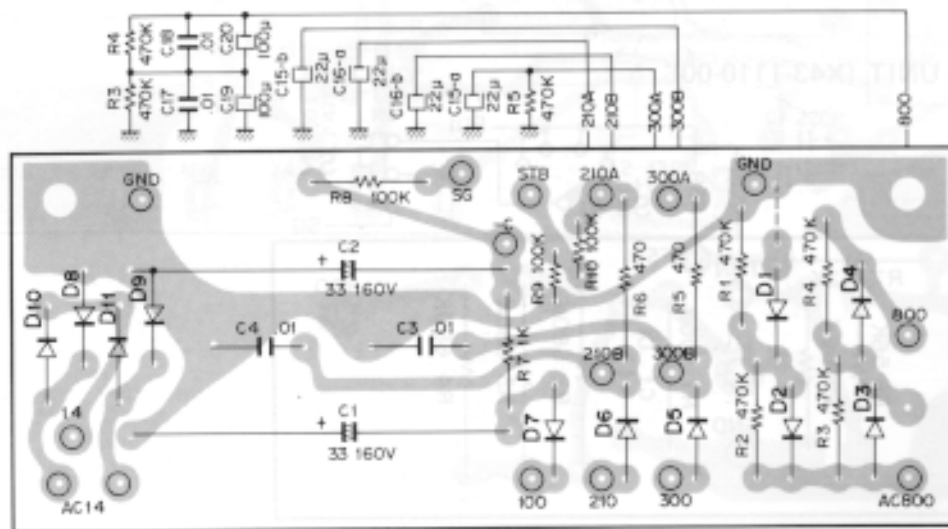 R4 470K C18 .01 C20 100μ
R3 470K C17 .01 C19 100μ
C15-b 22μ C16-a 22μ
C16-b 22μ C15-a 22μ R5 470K
210A 210B 300A 300B 800
GND R8 100K SG STB 210A 300A GND
D10 D8 D11 D9
+ C2 33 160V
R9 100K R10 100K R6 470 R5 470 R1 470K D1 R4 470K D4
800
C4 .01 C3 .01 R7 1K 210B 300B
14 + C1 33 160V
D7 D6 D5 R2 470K D2 R3 470K D3
AC14 100 210 300 AC800